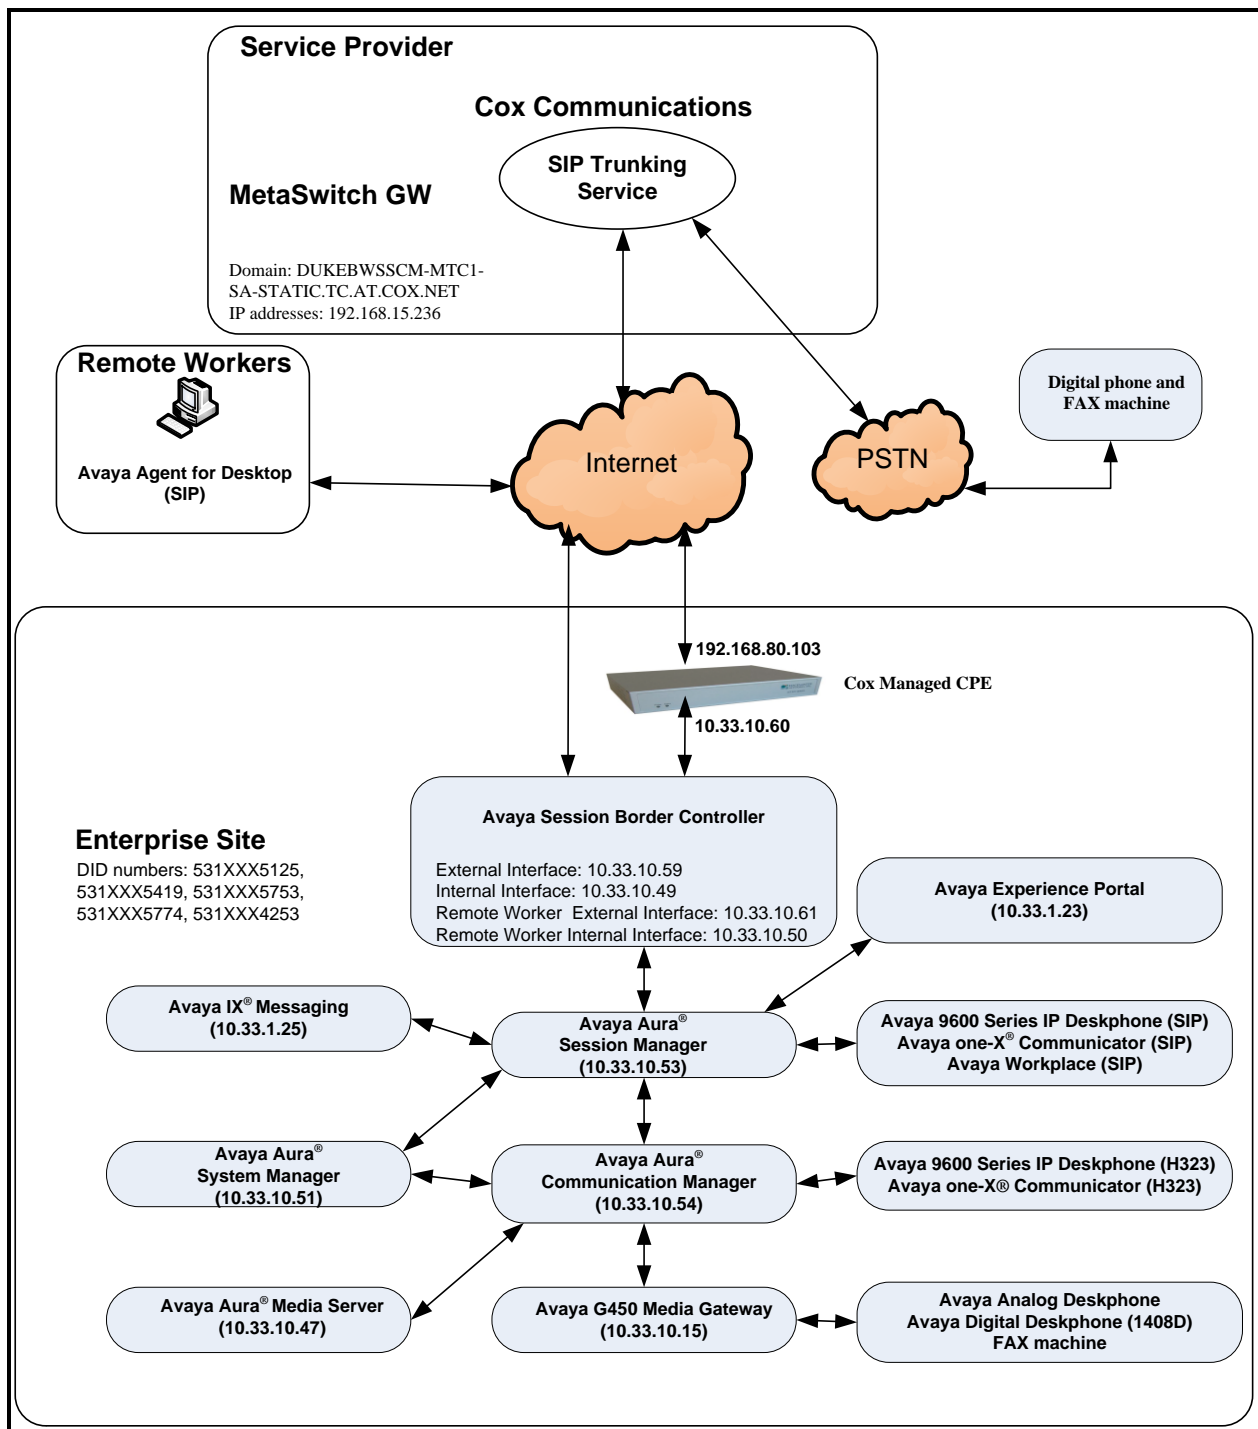 Service Provider
Cox Communications
SIP Trunking
Service
MetaSwitch GW
Domain: DUKEBWSSCM-MTC1-
SA-STATIC.TC.AT.COX.NET
IP addresses: 192.168.15.236
Remote Workers
Avaya Agent for Desktop
(SIP)
Internet
PSTN
Digital phone and
FAX machine
192.168.80.103
Cox Managed CPE
10.33.10.60
Enterprise Site
DID numbers: 531XXX5125,
531XXX5419, 531XXX5753,
531XXX5774, 531XXX4253
Avaya Session Border Controller
External Interface: 10.33.10.59
Internal Interface: 10.33.10.49
Remote Worker External Interface: 10.33.10.61
Remote Worker Internal Interface: 10.33.10.50
Avaya Experience Portal
(10.33.1.23)
Avaya IX® Messaging
(10.33.1.25)
Avaya Aura®
Session Manager
(10.33.10.53)
Avaya 9600 Series IP Deskphone (SIP)
Avaya one-X® Communicator (SIP)
Avaya Workplace (SIP)
Avaya Aura®
System Manager
(10.33.10.51)
Avaya Aura®
Communication Manager
(10.33.10.54)
Avaya 9600 Series IP Deskphone (H323)
Avaya one-X® Communicator (H323)
Avaya Aura® Media Server
(10.33.10.47)
Avaya G450 Media Gateway
(10.33.10.15)
Avaya Analog Deskphone
Avaya Digital Deskphone (1408D)
FAX machine